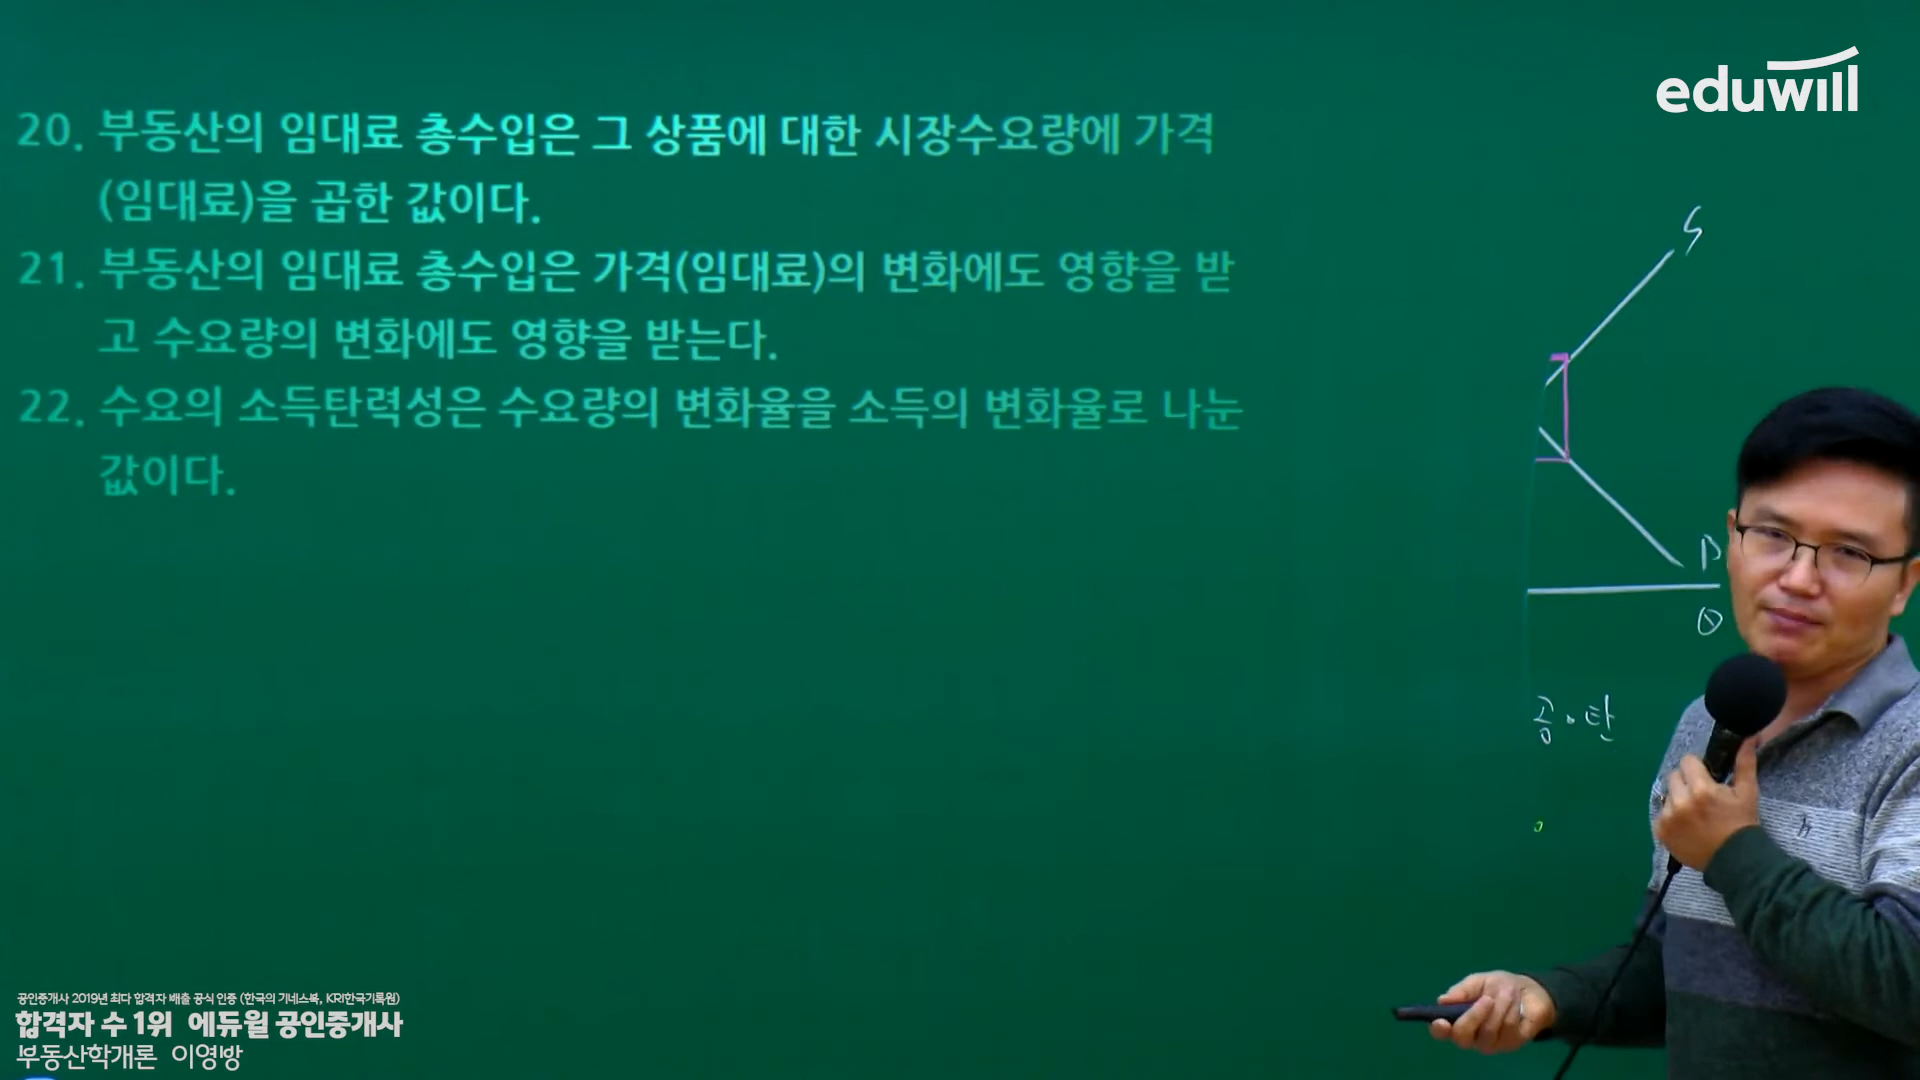 eduwill
20. 부동산의 임대료 총수입은 그 상품에 대한 시장수요량에 가격
(임대료)을 곱한 값이다.
21. 부동산의 임대료 총수입은 가격(임대료)의 변화에도 영향을 받
고 수요량의 변화에도 영향을 받는다.
22. 수요의 소득탄력성은 수요량의 변화율을 소득의 변화율로 나눈
값이다.
S
D
Q
공.탄
공인중개사 2019년 최다 합격자 배출 공식 인증 (한국의 기네스북, KRI한국기록원)
합격자 수 1위 에듀윌 공인중개사
부동산학개론 이영방